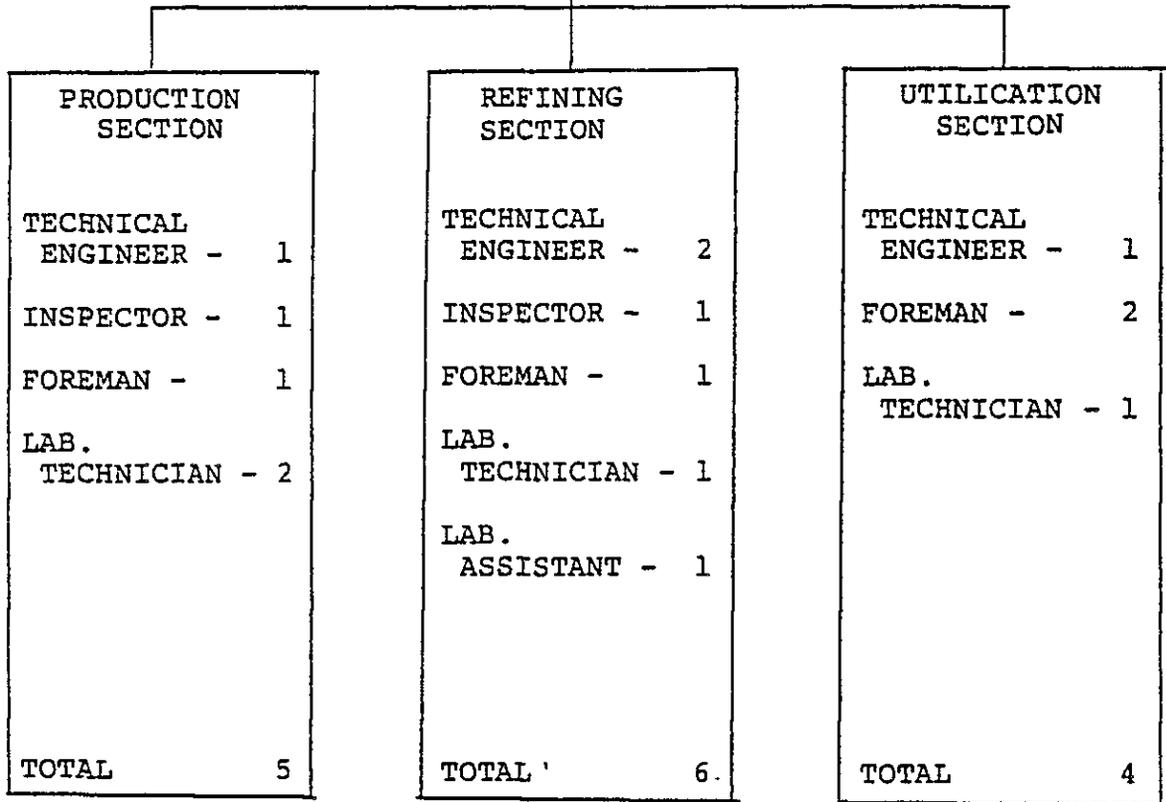 PRODUCTION
SECTION
TECHNICAL
ENGINEER - 1
INSPECTOR - 1
FOREMAN - 1
LAB.
TECHNICIAN - 2
TOTAL 5
REFINING
SECTION
TECHNICAL
ENGINEER - 2
INSPECTOR - 1
FOREMAN - 1
LAB.
TECHNICIAN - 1
LAB.
ASSISTANT - 1
TOTAL 6
UTILICATION
SECTION
TECHNICAL
ENGINEER - 1
FOREMAN - 2
LAB.
TECHNICIAN - 1
TOTAL 4